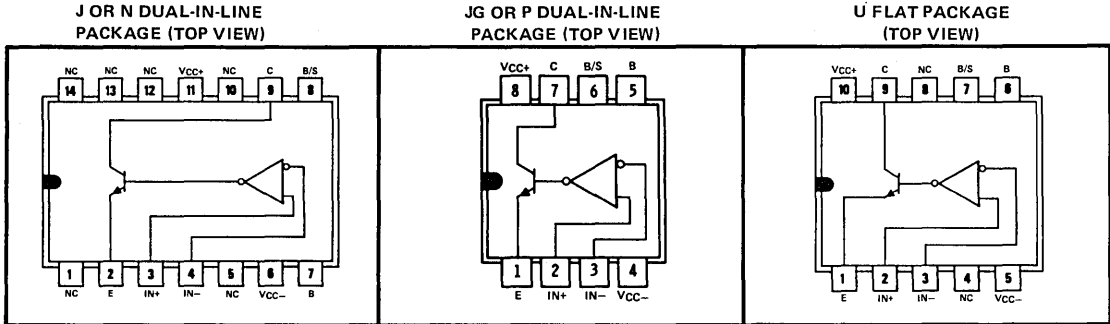 J OR N DUAL-IN-LINE
PACKAGE (TOP VIEW)
NC NC NC VCC+ NC C B/S
14 13 12 11 10 9 8
1 2 3 4 5 6 7
NC E IN+ IN− NC VCC− B
JG OR P DUAL-IN-LINE
PACKAGE (TOP VIEW)
VCC+ C B/S B
8 7 6 5
1 2 3 4
E IN+ IN− VCC−
U FLAT PACKAGE
(TOP VIEW)
VCC+ C NC B/S B
10 9 8 7 6
1 2 3 4 5
E IN+ IN− NC VCC−